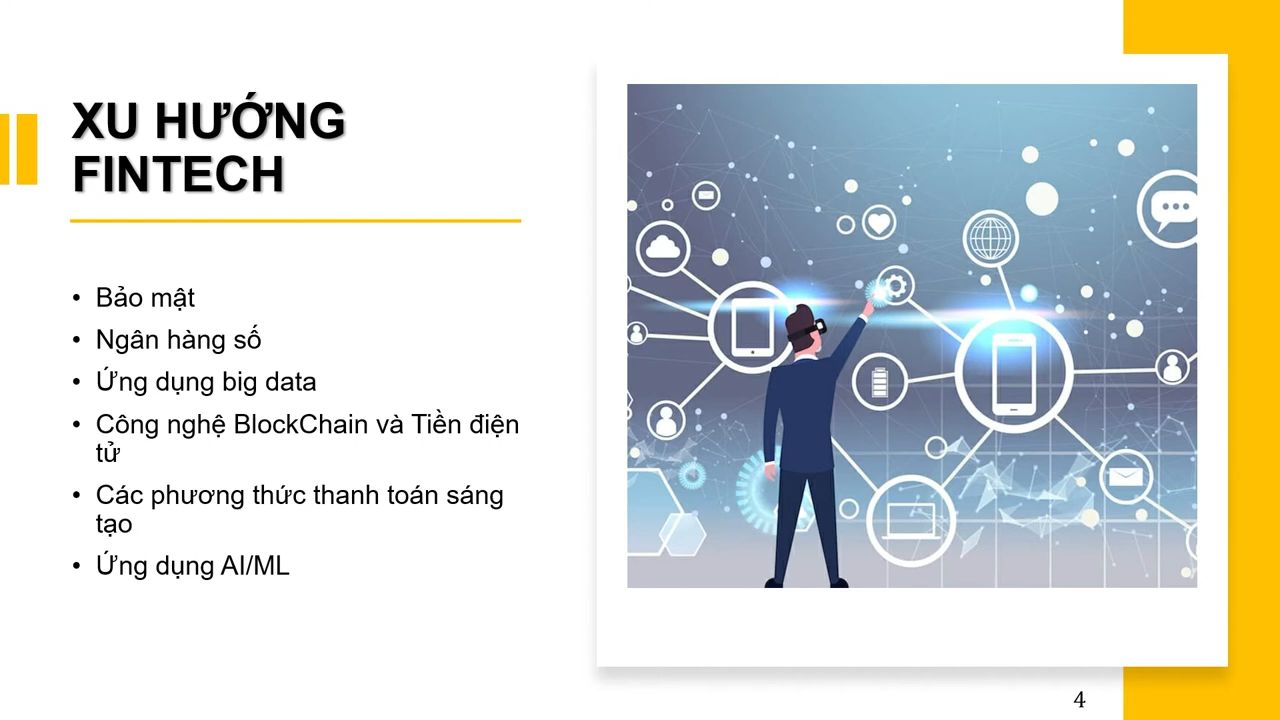 XU HƯỚNG
FINTECH
• Bảo mật
• Ngân hàng số
• Ứng dụng big data
• Công nghệ BlockChain và Tiền điện
tử
• Các phương thức thanh toán sáng
tạo
• Ứng dụng AI/ML
4